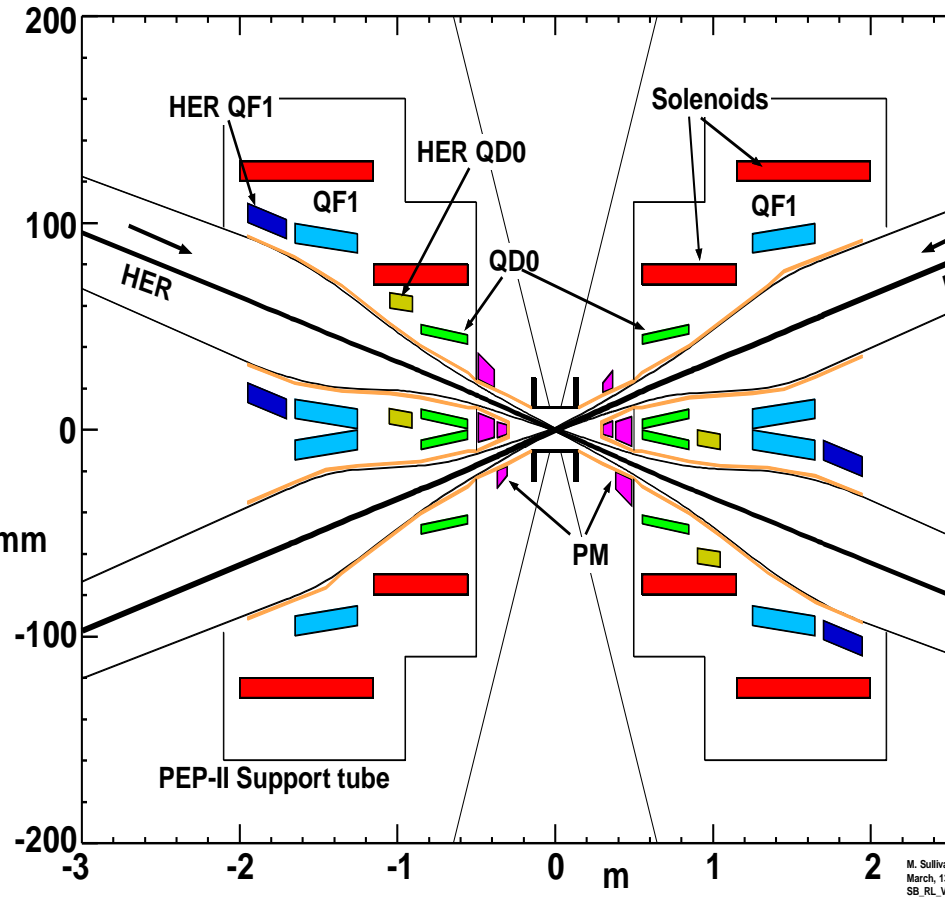 200
HER QF1
Solenoids
HER QD0
QF1
QF1
100
QD0
HER
0
mm
PM
-100
PEP-II Support tube
-200
-3
-2
-1
0
m
1
2
M. Sulliva
March, 13
SB_RL_V